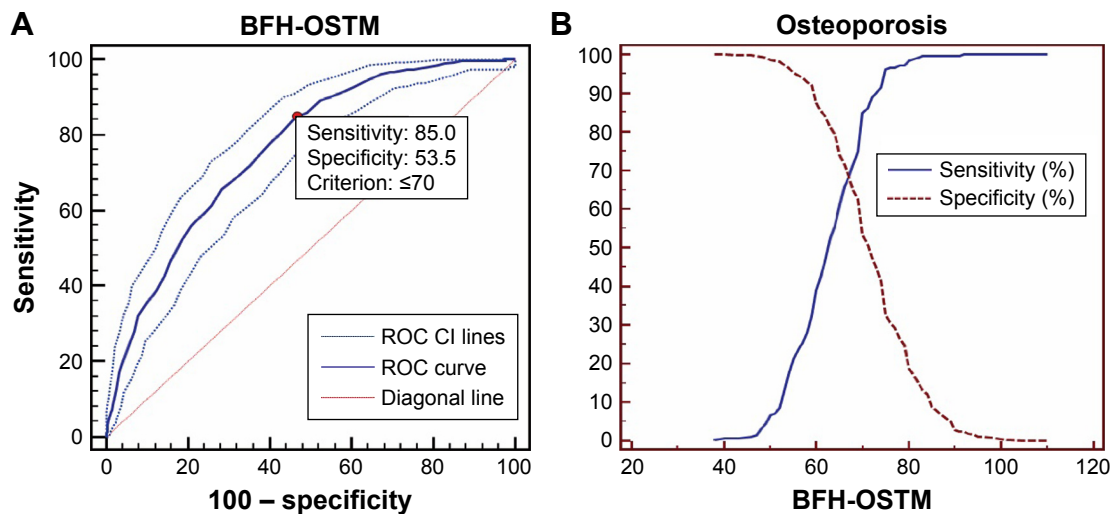 A
BFH-OSTM
100
80
60
40
20
0
Sensitivity
Sensitivity: 85.0
Specificity: 53.5
Criterion: ≤70
ROC CI lines
ROC curve
Diagonal line
0 20 40 60 80 100
100 – specificity
B
Osteoporosis
100
90
80
70
60
50
40
30
20
10
0
Sensitivity (%)
Specificity (%)
20 40 60 80 100 120
BFH-OSTM